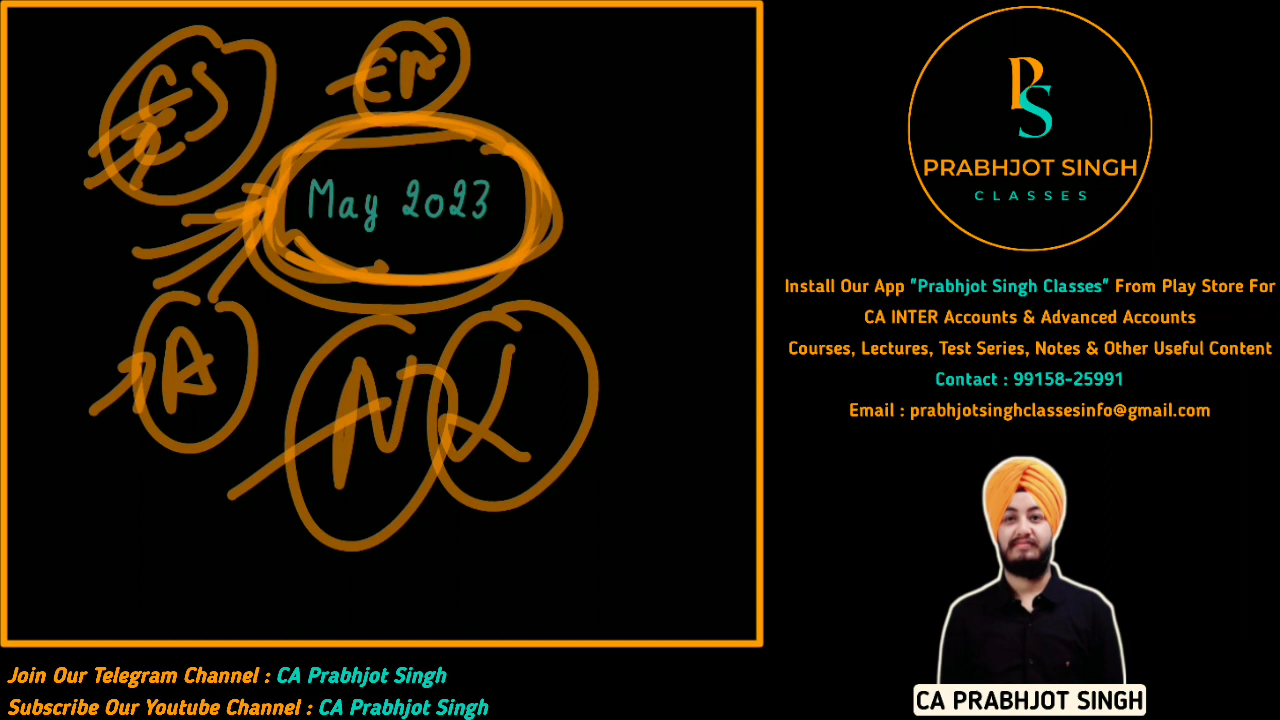 May 2023
A
PS
PRABHJOT SINGH
CLASSES
Install Our App "Prabhjot Singh Classes" From Play Store For
CA INTER Accounts & Advanced Accounts
Courses, Lectures, Test Series, Notes & Other Useful Content
Contact : 99158-25991
Email : prabhjotsinghclassesinfo@gmail.com
CA PRABHJOT SINGH
Join Our Telegram Channel : CA Prabhjot Singh
Subscribe Our Youtube Channel : CA Prabhjot Singh